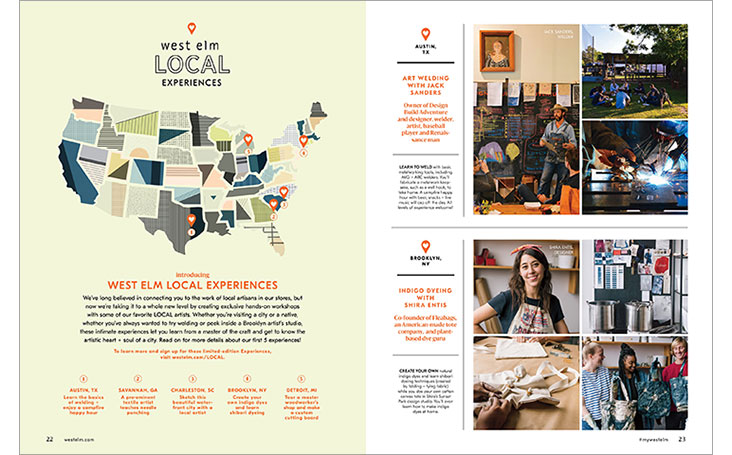 west elm
LOCAL
EXPERIENCES
5
4
3
2
1
introducing
WEST ELM LOCAL EXPERIENCES
We've long believed in connecting you to the work of local artisans in our stores, but
now we're taking it to a whole new level by creating exclusive hands-on workshops
with some of our favorite LOCAL artists. Whether you're visiting a city or a native,
whether you've always wanted to try welding or peek inside a Brooklyn artist's studio,
these intimate experiences let you learn from a master of the craft and get to know the
artistic heart + soul of a city. Read on for more details about our first 5 experiences!
To learn more and sign up for these limited edition Experiences,
visit westelm.com/LOCAL.
1
AUSTIN, TX
Learn the basics
of welding +
enjoy a campfire
happy hour
2
SAVANNAH, GA
A prominent
textile artist
teaches needle
punching
3
CHARLESTON, SC
Sketch this
beautiful water-
front city with a
local artist
4
BROOKLYN, NY
Create your
own indigo dyes
and learn
shibori dyeing
5
DETROIT, MI
Tour a master
woodworker's
shop and make
a custom
cutting board
22 westelm.com
AUSTIN,
TX
ART WELDING
WITH JACK
SANDERS
Owner of Design
Build Adventure
and designer, welder,
artist, baseball
player and Renais-
sance man
LEARN TO WELD with basic
metalworking tools, including
MIG + ARC welders. You'll
fabricate a metalwork keep-
sake, such as a wall hook, to
take home. A campfire happy
hour with beer, snacks + live
music will cap off the day. All
levels of experience welcome!
JACK SANDERS,
WELDER
BROOKLYN,
NY
INDIGO DYEING
WITH
SHIRA ENTIS
Co-founder of Fleabags,
an American-made tote
company, and plant-
based dye guru
CREATE YOUR OWN natural
indigo dyes and learn shibori
dyeing techniques (created
by folding + tying fabric)
while you dye your own cotton
canvas tote in Shira's Sunset
Park design studio. You'll even
learn how to make indigo
dyes at home.
SHIRA ENTIS,
DESIGNER
#mywestelm 23